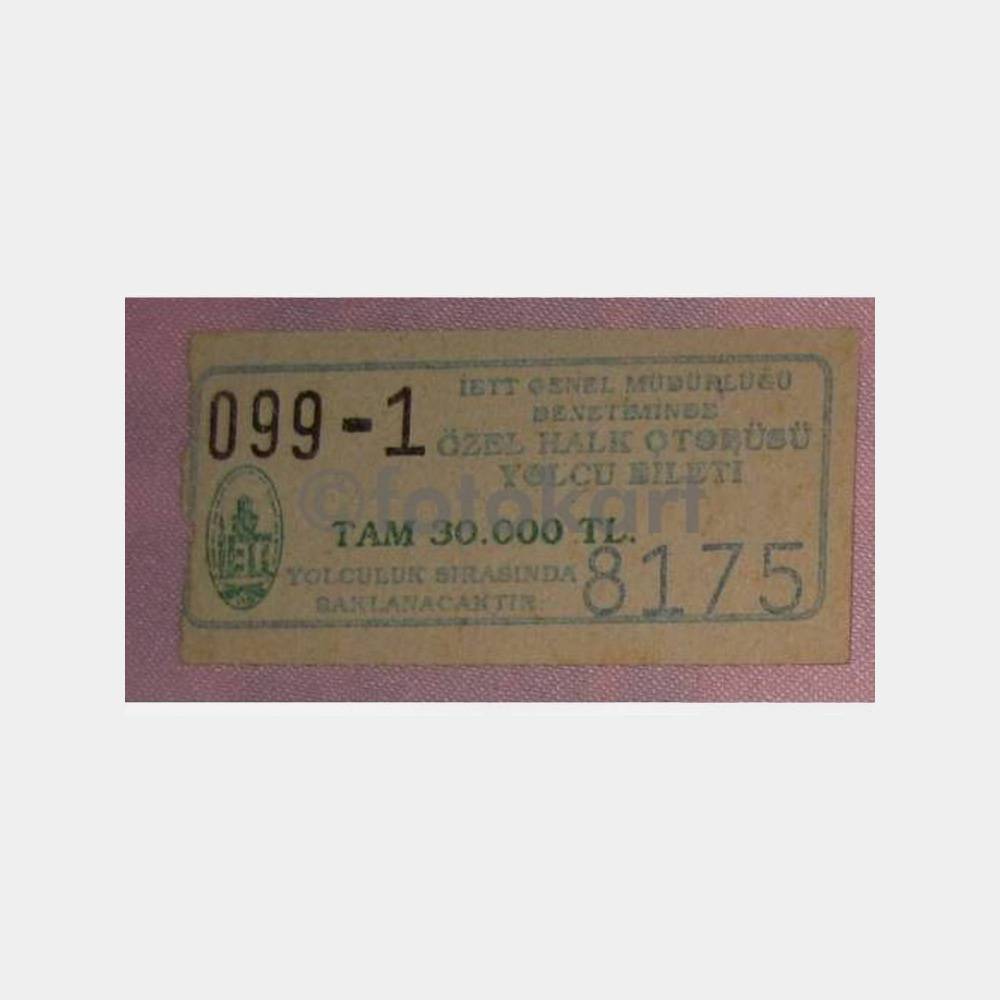 099-1
İETT GENEL MÜDÜRLÜĞÜ
DENETİMİNDE
ÖZEL HALK OTOBÜSÜ
YOLCU BİLETİ
©fotokart
TAM 30.000 TL.
YOLCULUK SIRASINDA
SAKLANACAKTIR.
8175